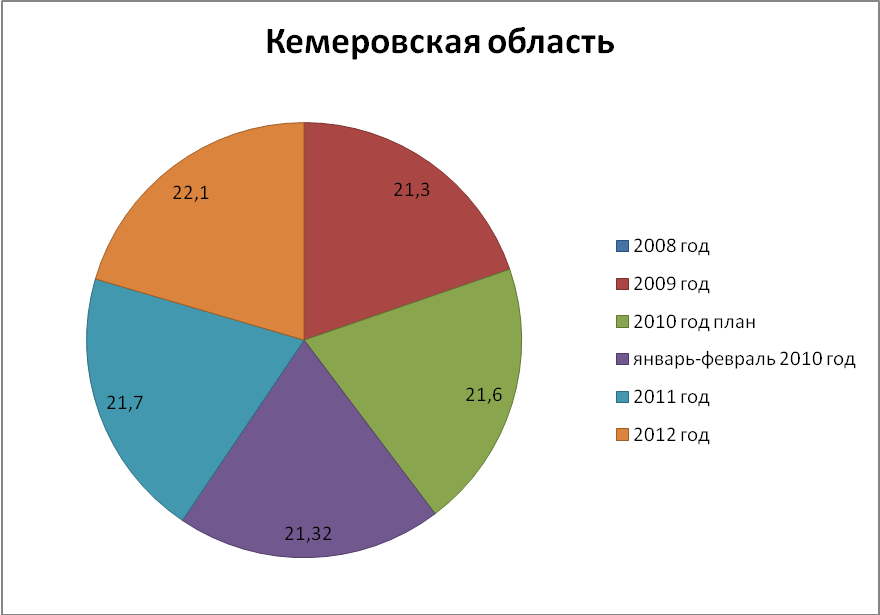 Кемеровская область
22,1
21,3
21,6
21,7
21,32
2008 год
2009 год
2010 год план
январь-февраль 2010 год
2011 год
2012 год